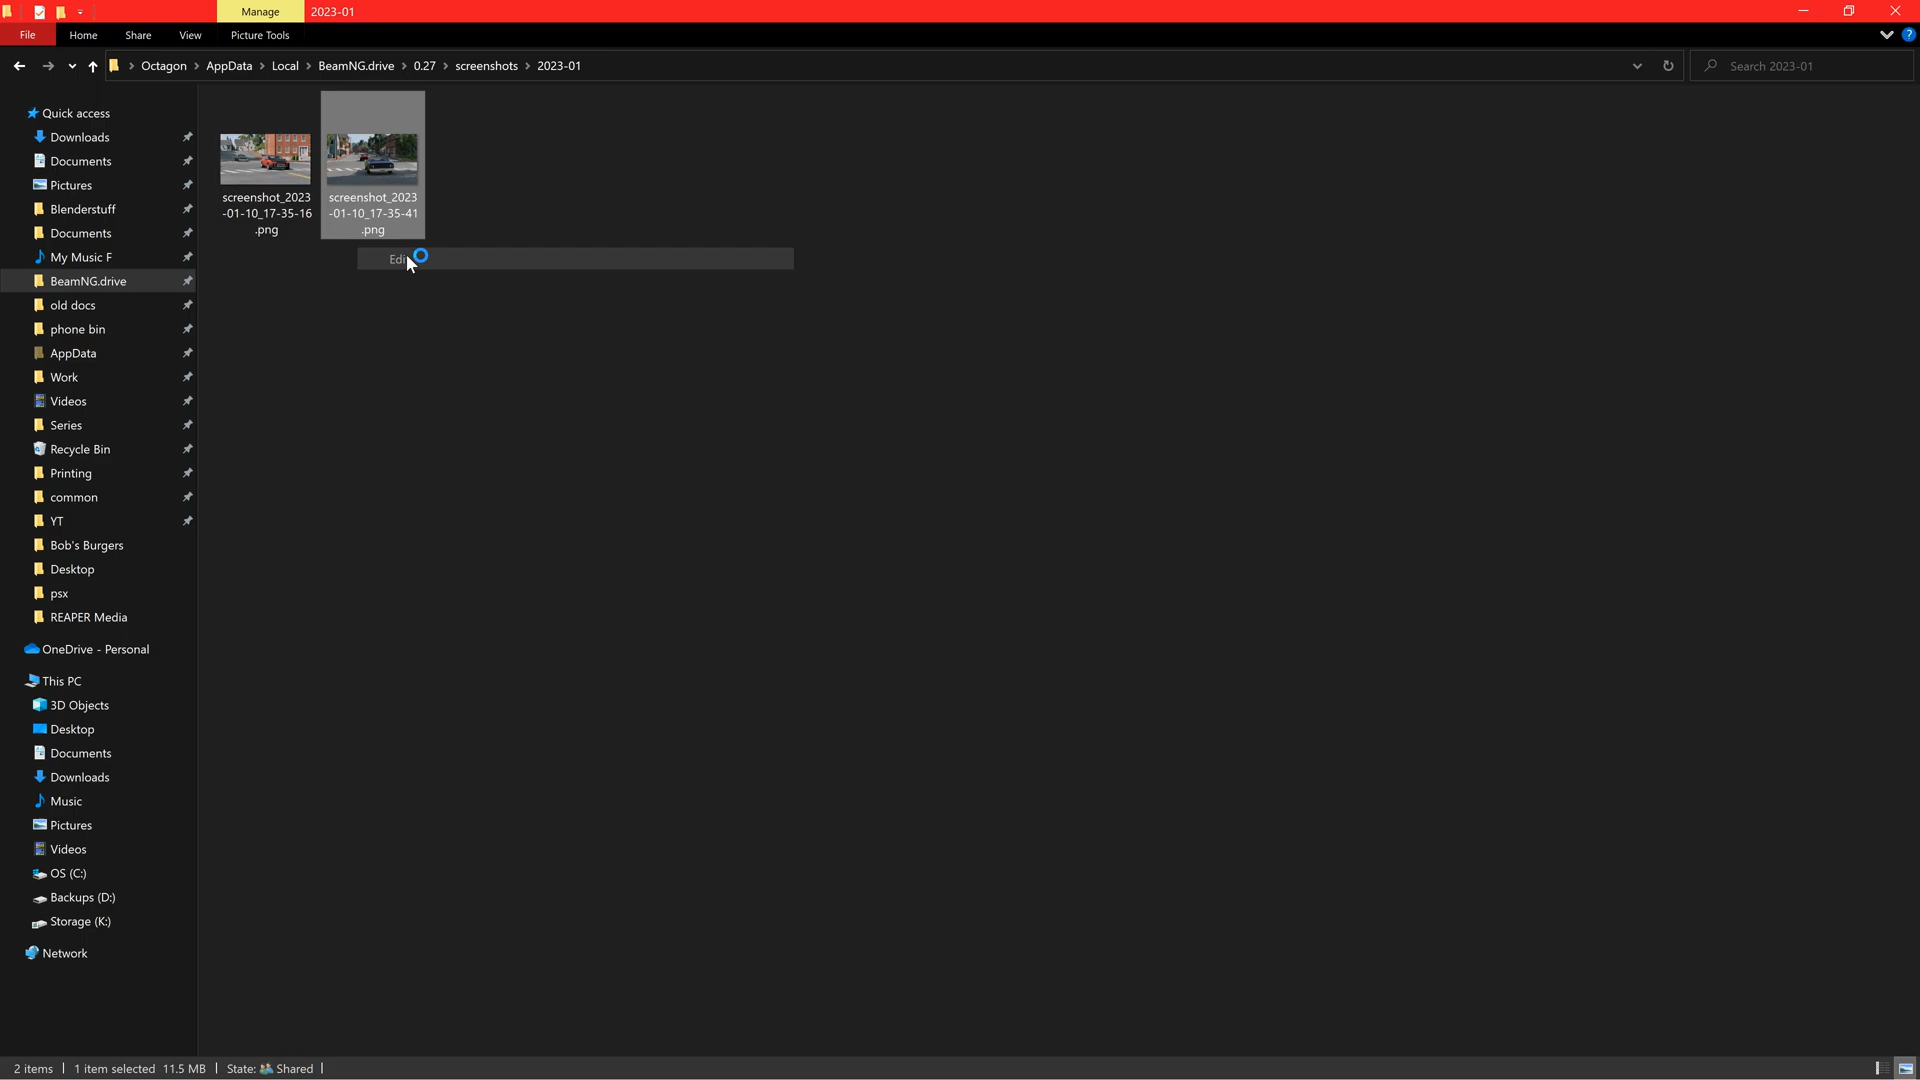 Manage
2023-01
File
Home
Share
View
Picture Tools
?
Octagon
AppData
Local
BeamNG.drive
0.27
screenshots
2023-01
Search 2023-01
Quick access
Downloads
Documents
Pictures
Blenderstuff
Documents
My Music F
BeamNG.drive
old docs
phone bin
AppData
Work
Videos
Series
Recycle Bin
Printing
common
YT
Bob's Burgers
Desktop
psx
REAPER Media
OneDrive - Personal
This PC
3D Objects
Desktop
Documents
Downloads
Music
Pictures
Videos
OS (C:)
Backups (D:)
Storage (K:)
Network
screenshot_2023
-01-10_17-35-16
.png
screenshot_2023
-01-10_17-35-41
.png
2 items
1 item selected 11.5 MB
State: Shared